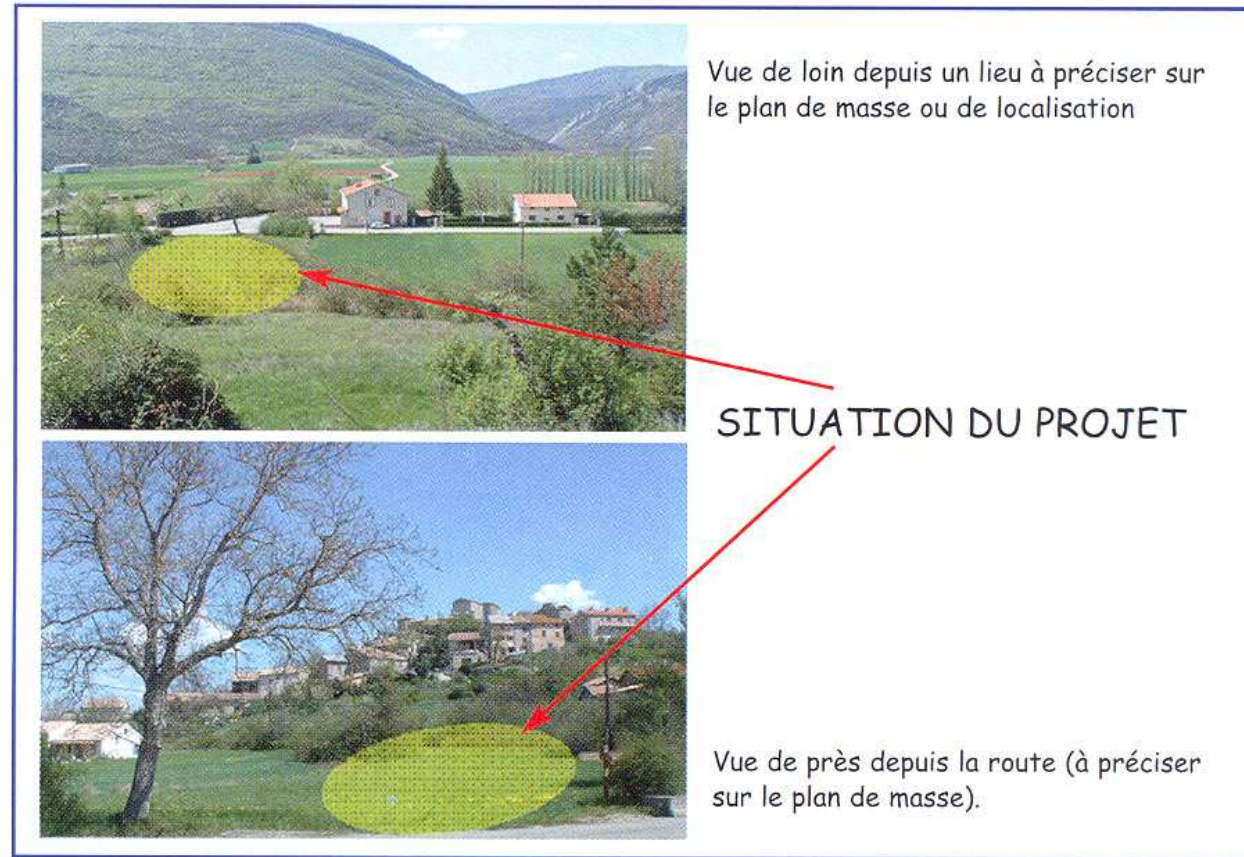 Vue de loin depuis un lieu à préciser sur
le plan de masse ou de localisation
SITUATION DU PROJET
Vue de près depuis la route (à préciser
sur le plan de masse).